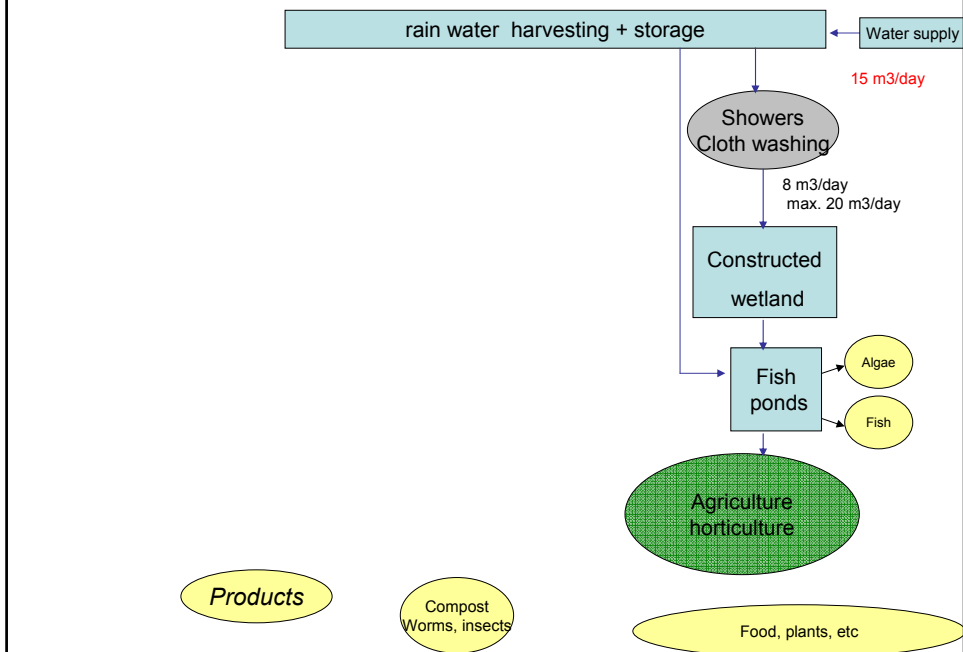 rain water  harvesting + storage
Water supply
15 m3/day
Showers
Cloth washing
8 m3/day
max. 20 m3/day
Constructed
wetland
Algae
Fish
ponds
Fish
Agriculture
horticulture
Products
Compost
Worms, insects
Food, plants, etc